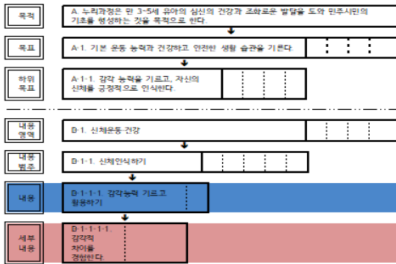 목적
A. 누리과정은 만 3-5세 유아의 심신의 건강과 조화로운 발달을 도와 민주시민의
기초를 형성하는 것을 목적으로 한다.
목표
A-1. 기본 운동 능력과 건강하고 안전한 생활 습관을 기른다.
하위
목표
A-1-1. 감각 능력을 기르고, 자신의
신체를 긍정적으로 인식한다.
내용
영역
D-1. 신체운동·건강
내용
범주
D-1-1. 신체인식하기
내용
D-1-1-1. 감각능력 기르고
활용하기
세부
내용
D-1-1-1-1.
감각적
차이를
경험한다.